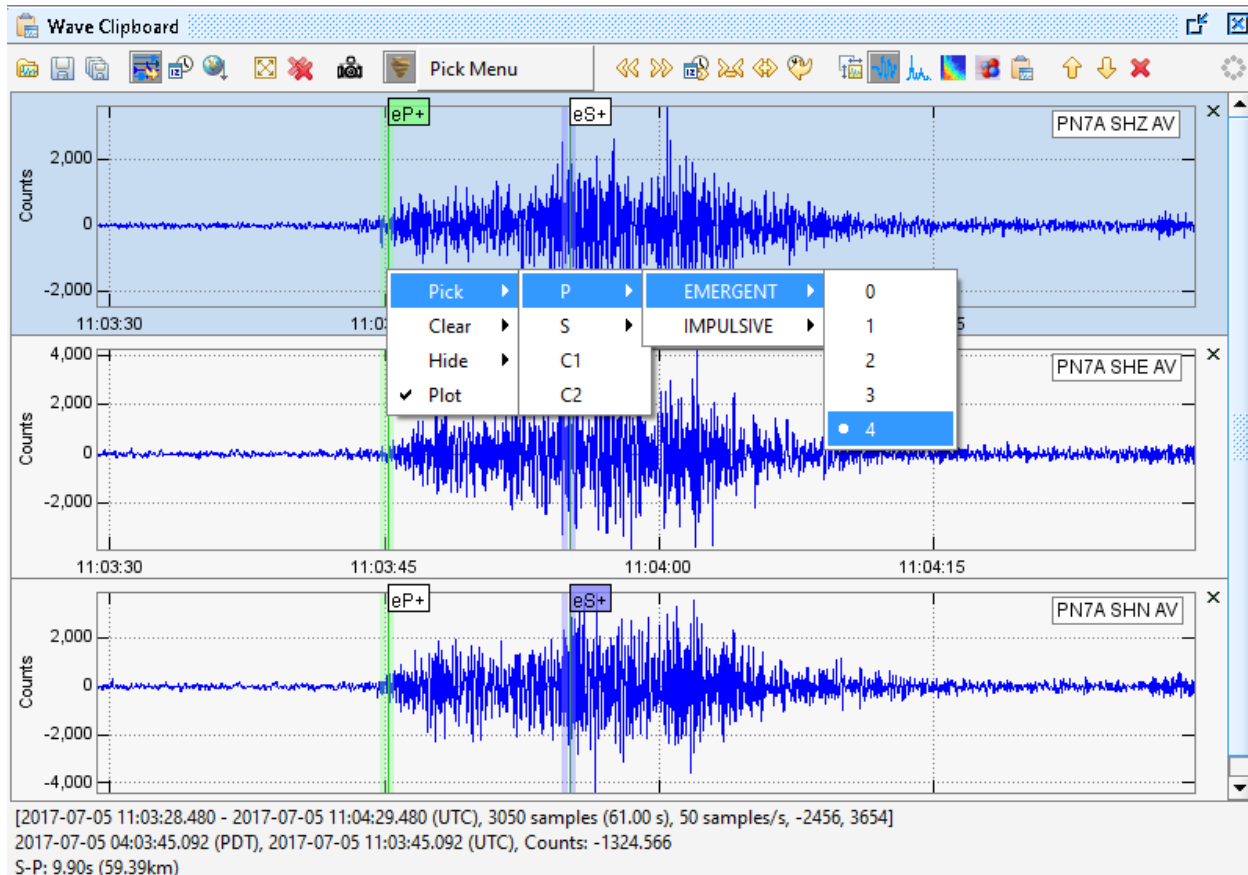 Wave Clipboard
Pick Menu
eP+ eS+
PN7A SHZ AV
2,000
Counts
0
-2,000
11:03:30
Pick P EMERGENT 0
Clear S IMPULSIVE 1
Hide C1 2
Plot C2 3
4
4,000
PN7A SHE AV
2,000
Counts
0
-2,000
11:03:30 11:03:45 11:04:00 11:04:15
eP+ eS+
PN7A SHN AV
2,000
Counts
0
-2,000
-4,000
[2017-07-05 11:03:28.480 - 2017-07-05 11:04:29.480 (UTC), 3050 samples (61.00 s), 50 samples/s, -2456, 3654]
2017-07-05 04:03:45.092 (PDT), 2017-07-05 11:03:45.092 (UTC), Counts: -1324.566
S-P: 9.90s (59.39km)